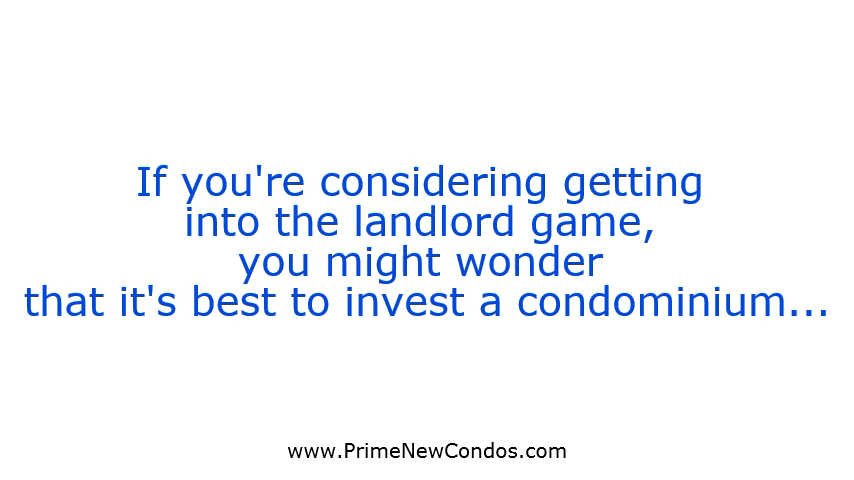 If you're considering getting
into the landlord game,
you might wonder
that it's best to invest a condominium...
www.PrimeNewCondos.com